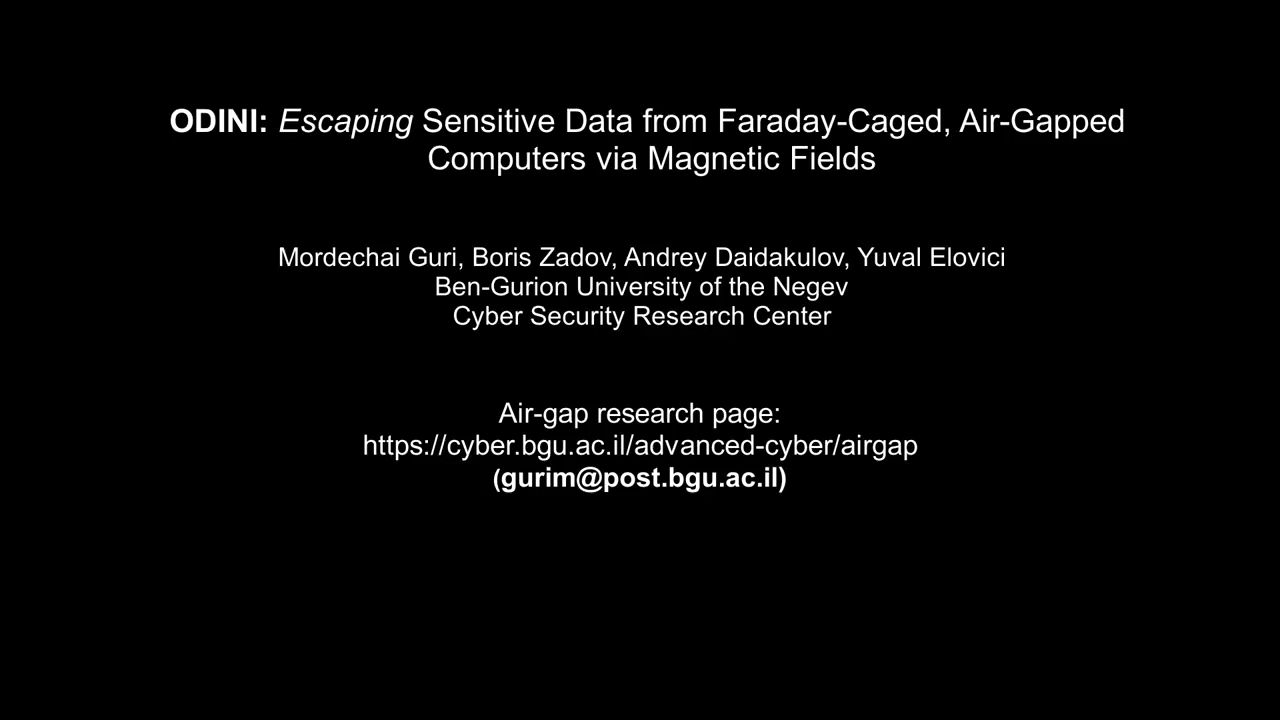 ODINI: Escaping Sensitive Data from Faraday-Caged, Air-Gapped
Computers via Magnetic Fields
Mordechai Guri, Boris Zadov, Andrey Daidakulov, Yuval Elovici
Ben-Gurion University of the Negev
Cyber Security Research Center
Air-gap research page:
https://cyber.bgu.ac.il/advanced-cyber/airgap
(gurim@post.bgu.ac.il)